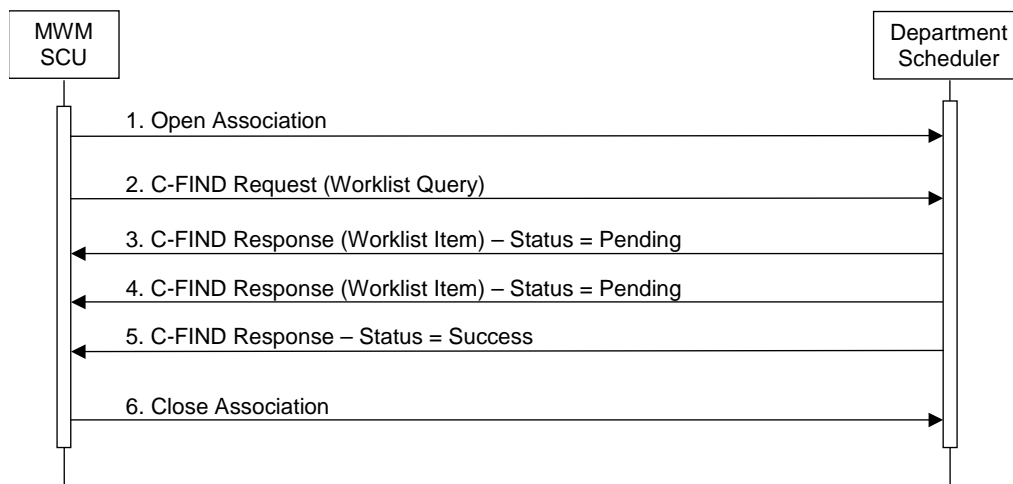 MWM
SCU
Department
Scheduler
1. Open Association
2. C-FIND Request (Worklist Query)
3. C-FIND Response (Worklist Item) – Status = Pending
4. C-FIND Response (Worklist Item) – Status = Pending
5. C-FIND Response – Status = Success
6. Close Association